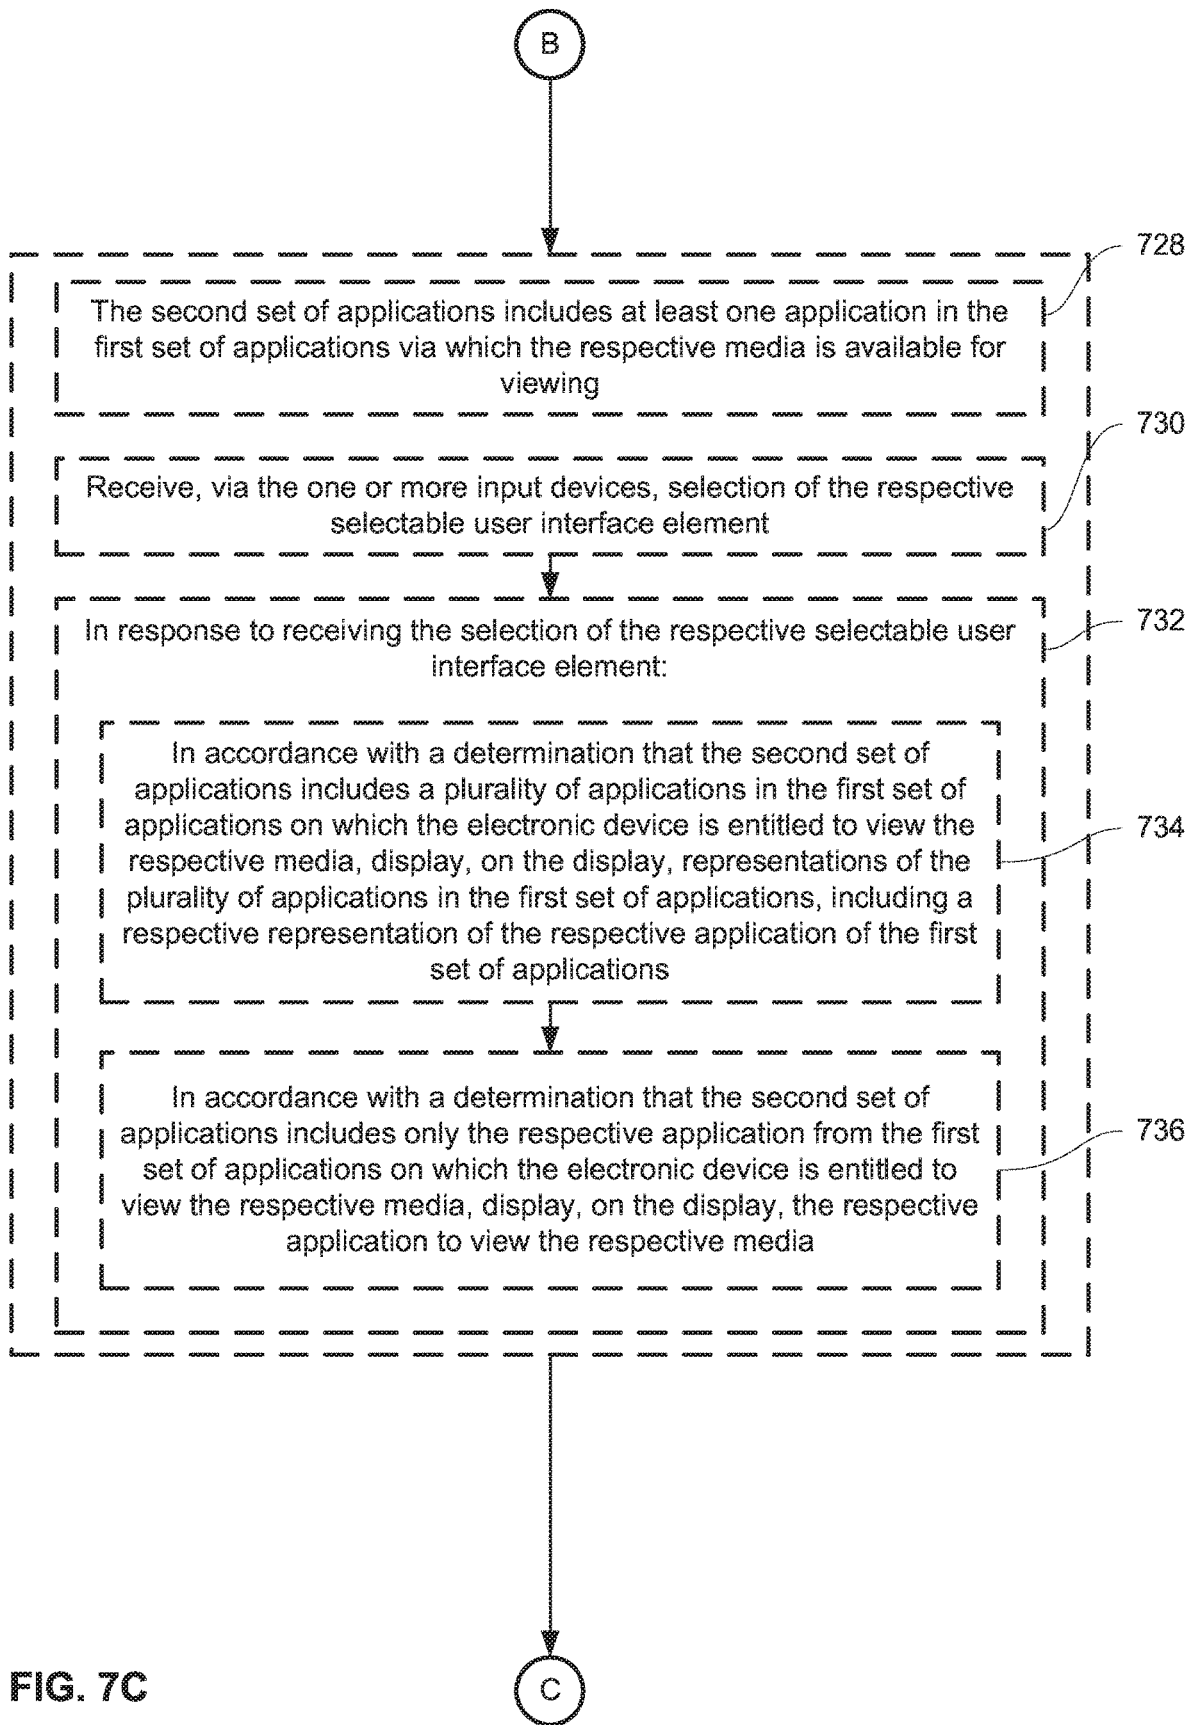 B
728
The second set of applications includes at least one application in the
first set of applications via which the respective media is available for
viewing
730
Receive, via the one or more input devices, selection of the respective
selectable user interface element
732
In response to receiving the selection of the respective selectable user
interface element:
In accordance with a determination that the second set of
applications includes a plurality of applications in the first set of
applications on which the electronic device is entitled to view the
respective media, display, on the display, representations of the
plurality of applications in the first set of applications, including a
respective representation of the respective application of the first
set of applications
734
In accordance with a determination that the second set of
applications includes only the respective application from the first
set of applications on which the electronic device is entitled to
view the respective media, display, on the display, the respective
application to view the respective media
736
C
FIG. 7C